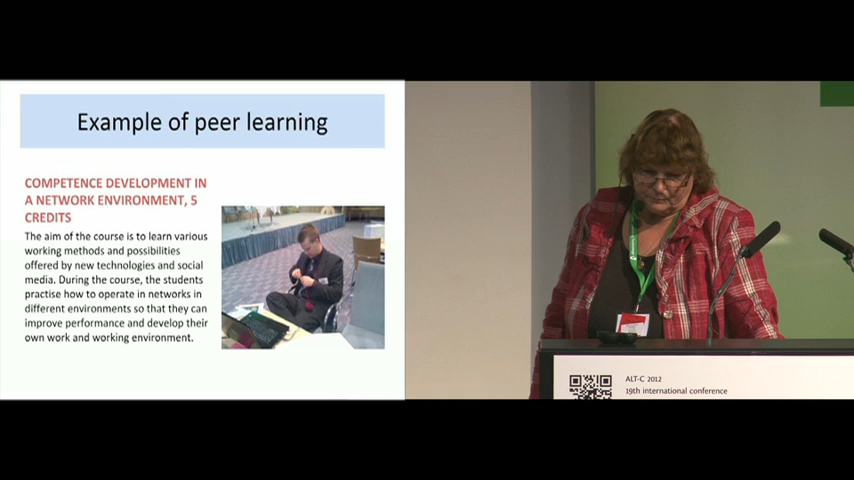 Example of peer learning
COMPETENCE DEVELOPMENT IN
A NETWORK ENVIRONMENT, 5
CREDITS
The aim of the course is to learn various
working methods and possibilities
offered by new technologies and social
media. During the course, the students
practise how to operate in networks in
different environments so that they can
improve performance and develop their
own work and working environment.
ALT-C 2012
19th international conference